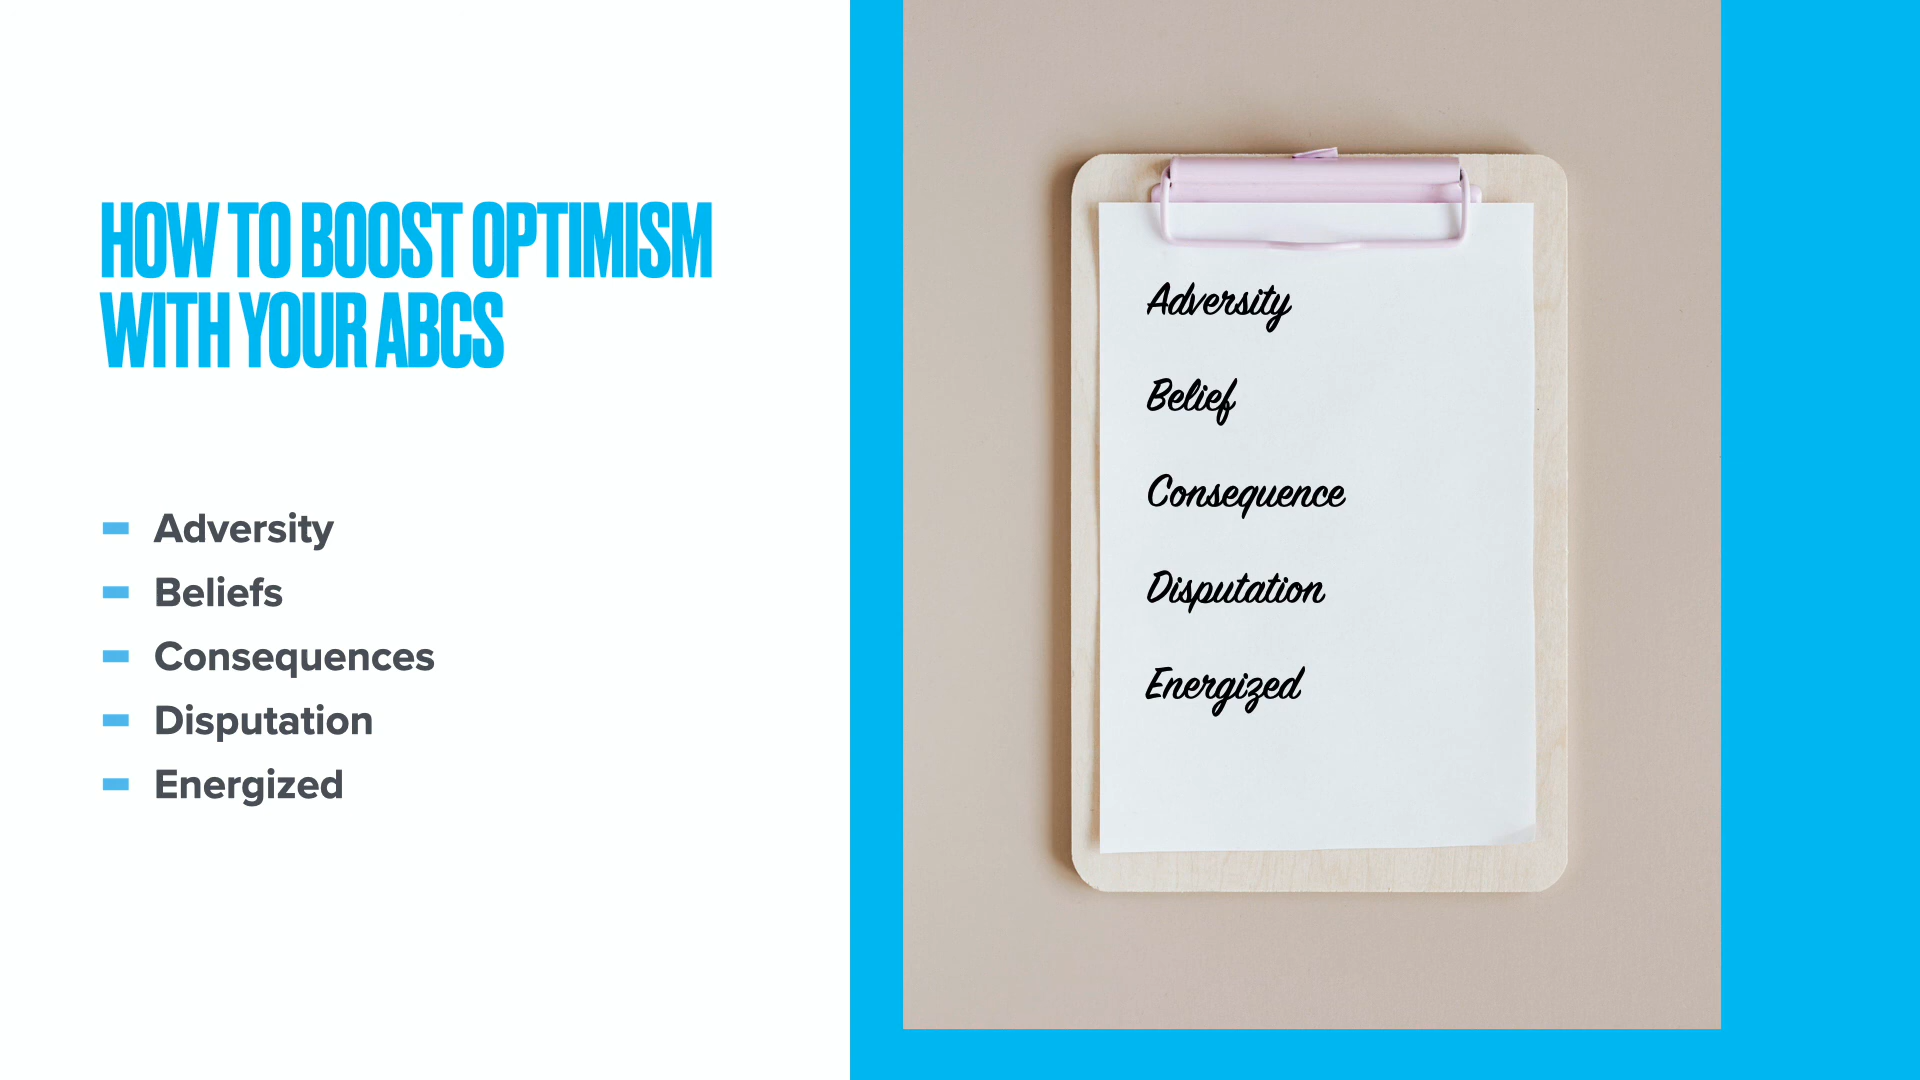 HOW TO BOOST OPTIMISM
WITH YOUR ABCS
Adversity
Beliefs
Consequences
Disputation
Energized
Adversity
Belief
Consequence
Disputation
Energized